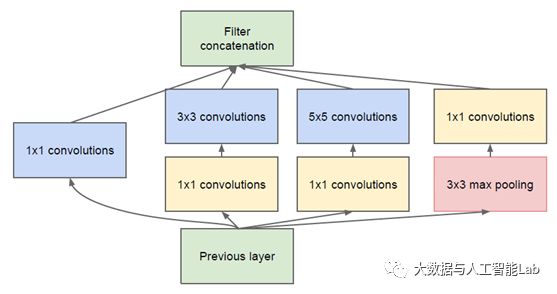 Filter
concatenation
3x3 convolutions
5x5 convolutions
1x1 convolutions
1x1 convolutions
1x1 convolutions
1x1 convolutions
3x3 max pooling
Previous layer
大数据与人工智能Lab